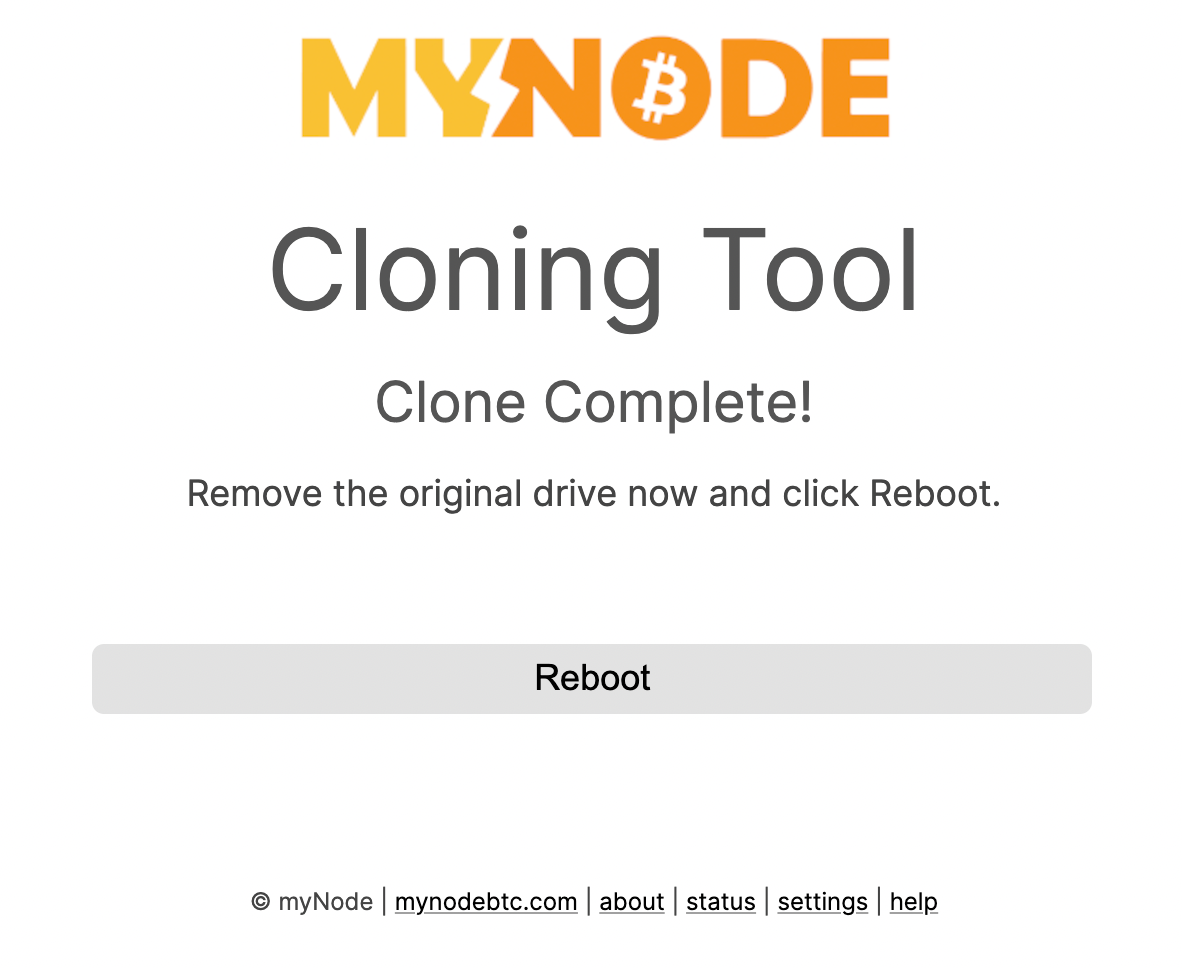 MYNODE
Cloning Tool
Clone Complete!
Remove the original drive now and click Reboot.
Reboot
© myNode | mynodebtc.com | about | status | settings | help